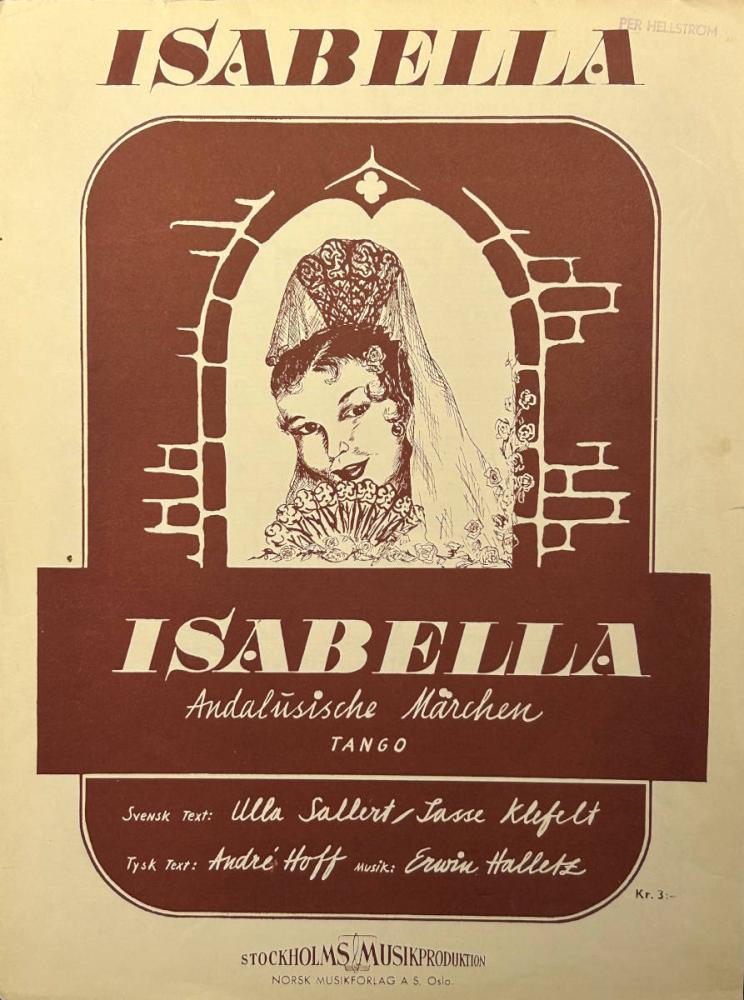 PER HELLSTRÖM
ISABELLA
ISABELLA
Andalusische Märchen
TANGO
Svensk Text: Ulla Sallert / Lasse Klefelt
Tysk Text: André Hoff Musik: Erwin Halletz
Kr. 3:-
STOCKHOLMS MUSIKPRODUKTION
NORSK MUSIKFORLAG A S. Oslo.